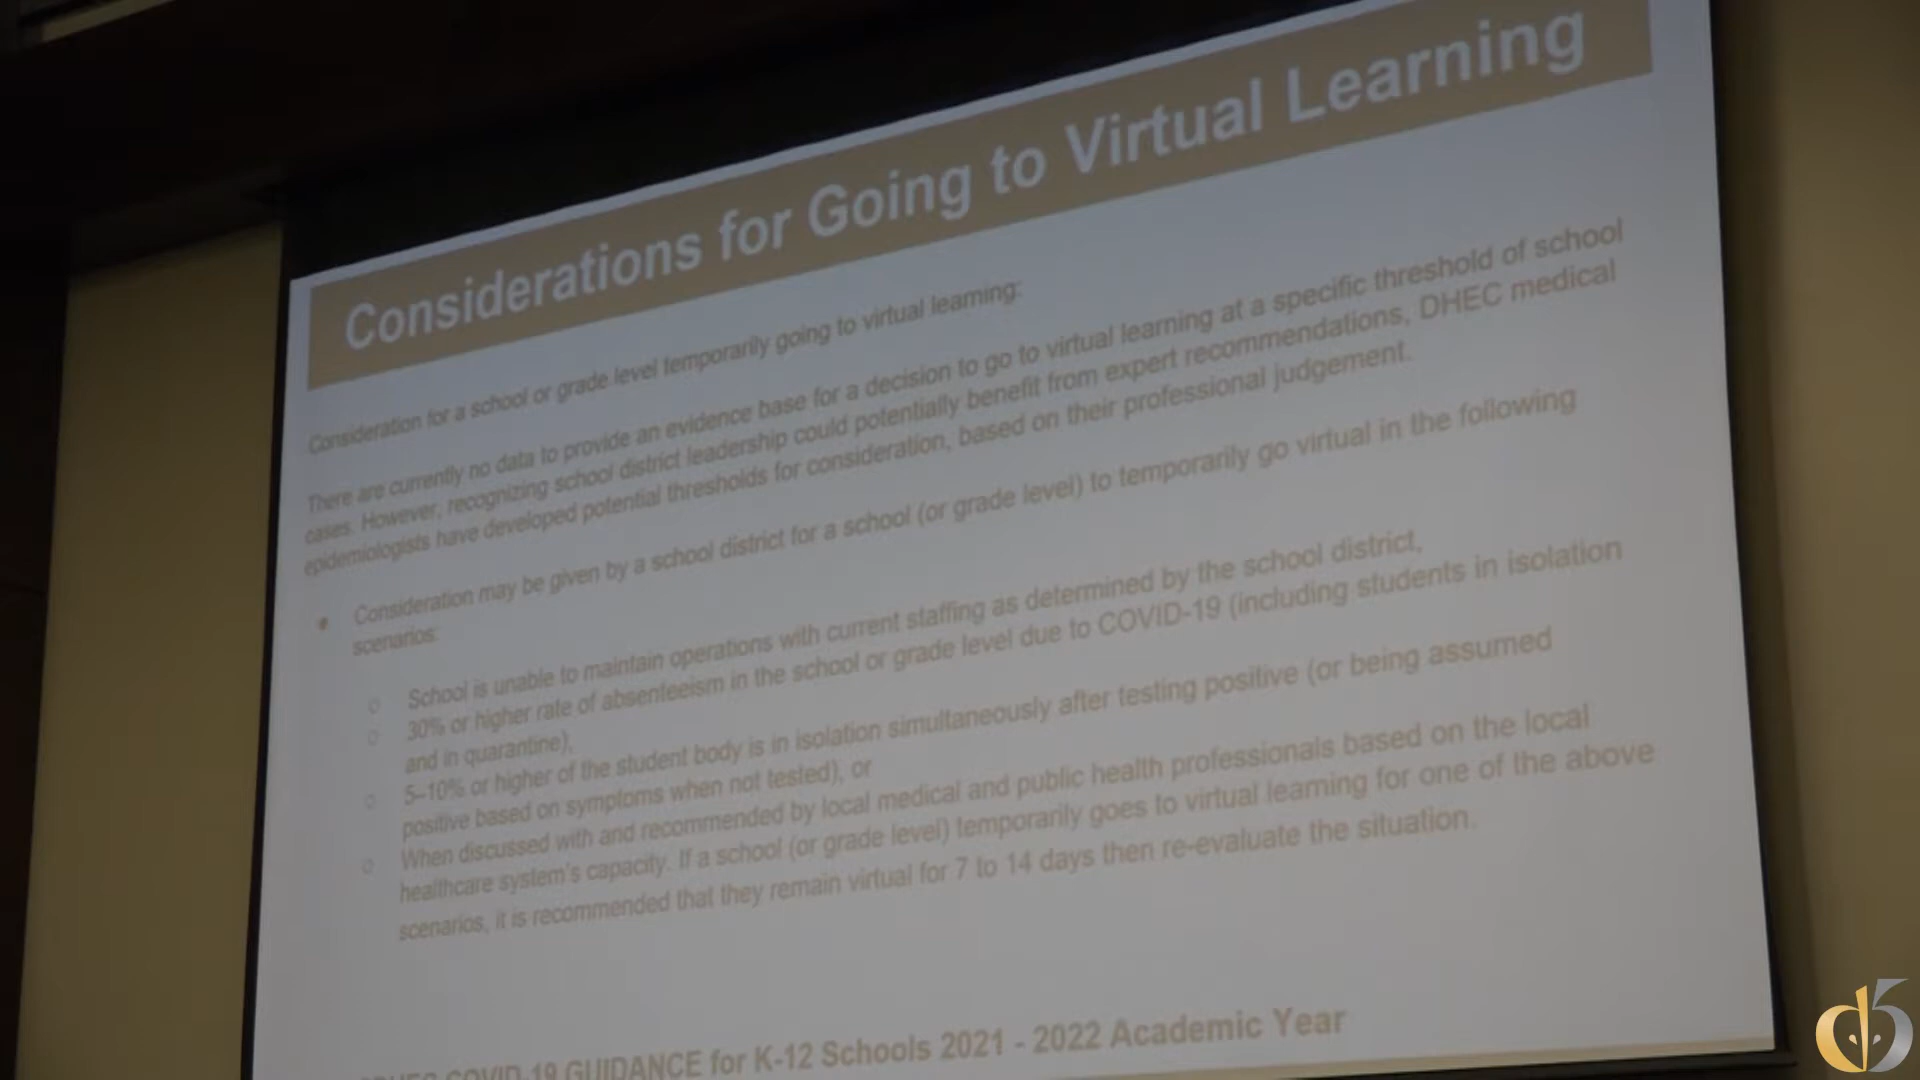 Considerations for Going to Virtual Learning
Consideration for a school or grade level temporarily going to virtual learning:
There are currently no data to provide an evidence base for a decision to go to virtual learning at a specific threshold of school
cases. However, recognizing school district leadership could potentially benefit from expert recommendations, DHEC medical
epidemiologists have developed potential thresholds for consideration, based on their professional judgement.
• Consideration may be given by a school district for a school (or grade level) to temporarily go virtual in the following
scenarios:
○ School is unable to maintain operations with current staffing as determined by the school district,
○ 30% or higher rate of absenteeism in the school or grade level due to COVID-19 (including students in isolation
and in quarantine),
○ 5–10% or higher of the student body is in isolation simultaneously after testing positive (or being assumed
positive based on symptoms when not tested), or
○ When discussed with and recommended by local medical and public health professionals based on the local
healthcare system's capacity. If a school (or grade level) temporarily goes to virtual learning for one of the above
scenarios, it is recommended that they remain virtual for 7 to 14 days then re-evaluate the situation.
COVID-19 GUIDANCE for K-12 Schools 2021 - 2022 Academic Year
d5